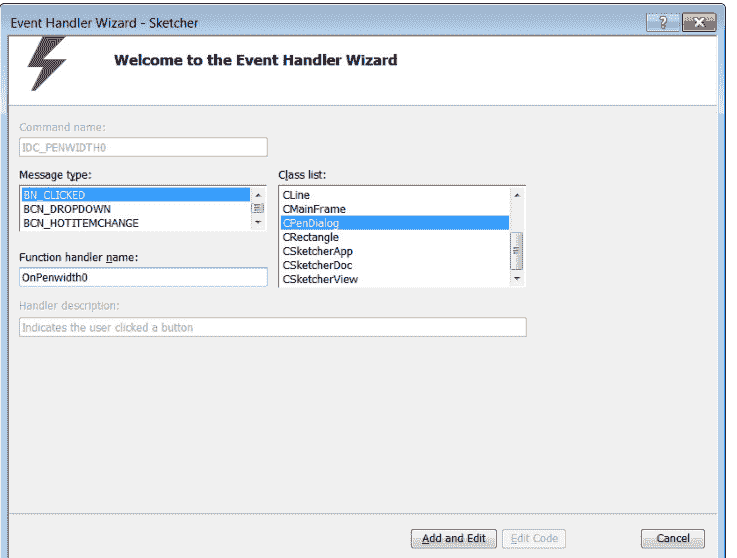 Event Handler Wizard - Sketcher
?
Welcome to the Event Handler Wizard
Command name:
IDC_PENWIDTH0
Message type:
BN_CLICKED
BCN_DROPDOWN
BCN_HOTITEMCHANGE
Class list:
CLine
CMainFrame
CPenDialog
CRectangle
CSketcherApp
CSketcherDoc
CSketcherView
Function handler name:
OnPenwidth0
Handler description:
Indicates the user clicked a button
Add and Edit
Edit Code
Cancel